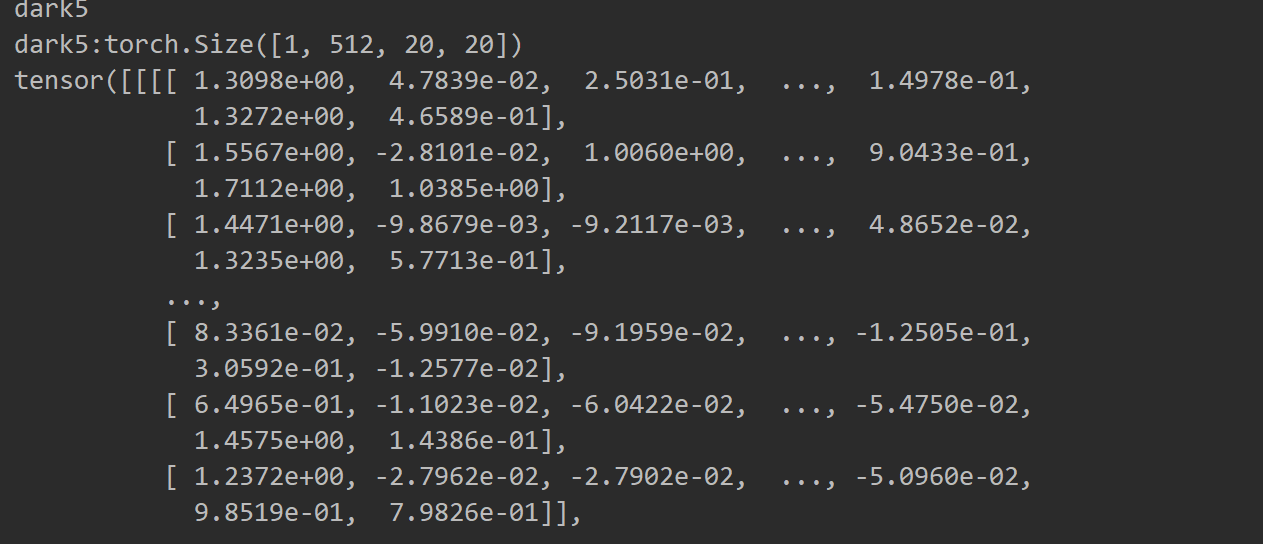 dark5
dark5:torch.Size([1, 512, 20, 20])
tensor([[[[ 1.3098e+00,  4.7839e-02,  2.5031e-01,  ...,  1.4978e-01,
            1.3272e+00,  4.6589e-01],
          [ 1.5567e+00, -2.8101e-02,  1.0060e+00,  ...,  9.0433e-01,
            1.7112e+00,  1.0385e+00],
          [ 1.4471e+00, -9.8679e-03, -9.2117e-03,  ...,  4.8652e-02,
            1.3235e+00,  5.7713e-01],
          ...,
          [ 8.3361e-02, -5.9910e-02, -9.1959e-02,  ..., -1.2505e-01,
            3.0592e-01, -1.2577e-02],
          [ 6.4965e-01, -1.1023e-02, -6.0422e-02,  ..., -5.4750e-02,
            1.4575e+00,  1.4386e-01],
          [ 1.2372e+00, -2.7962e-02, -2.7902e-02,  ..., -5.0960e-02,
            9.8519e-01,  7.9826e-01]],